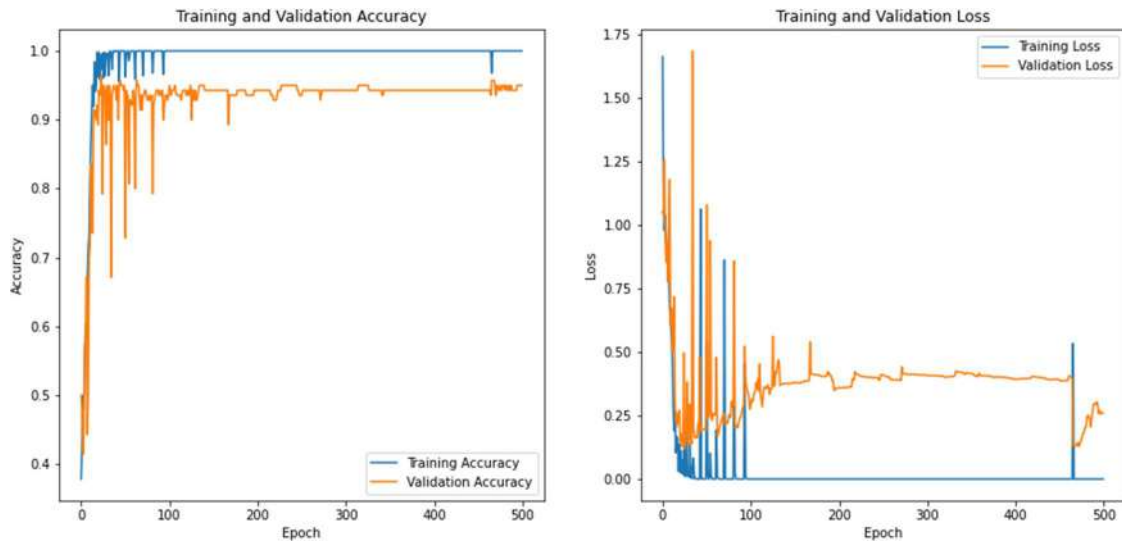 Training and Validation Accuracy
1.0
0.9
0.8
0.7
0.6
0.5
0.4
Accuracy
0
100
200
300
400
500
Epoch
Training Accuracy
Validation Accuracy
Training and Validation Loss
1.75
1.50
1.25
1.00
0.75
0.50
0.25
0.00
Loss
0
100
200
300
400
500
Epoch
Training Loss
Validation Loss